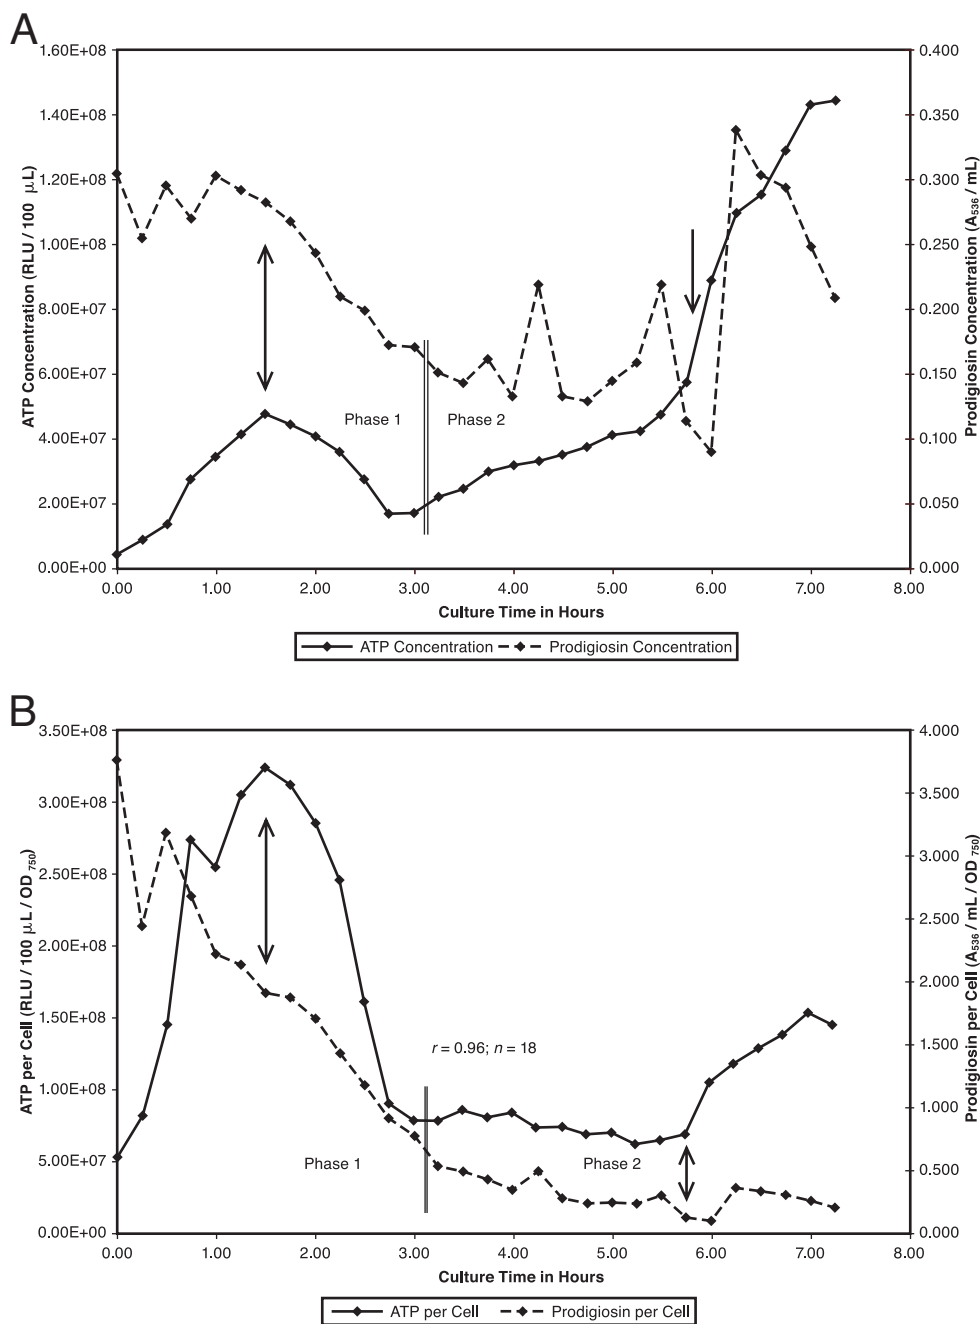 A
1.60E+08
1.40E+08
1.20E+08
1.00E+08
8.00E+07
6.00E+07
4.00E+07
2.00E+07
0.00E+00
ATP Concentration (RLU / 100 µL)
0.400
0.350
0.300
0.250
0.200
0.150
0.100
0.050
0.000
Prodigiosin Concentration (A536 / mL)
Phase 1
Phase 2
0.00 1.00 2.00 3.00 4.00 5.00 6.00 7.00 8.00
Culture Time in Hours
ATP Concentration Prodigiosin Concentration
B
3.50E+08
3.00E+08
2.50E+08
2.00E+08
1.50E+08
1.00E+08
5.00E+07
0.00E+00
ATP per Cell (RLU / 100 µL / OD750)
4.000
3.500
3.000
2.500
2.000
1.500
1.000
0.500
0.000
Prodigiosin per Cell (A536 / mL / OD750)
r = 0.96; n = 18
Phase 1
Phase 2
0.00 1.00 2.00 3.00 4.00 5.00 6.00 7.00 8.00
Culture Time in Hours
ATP per Cell Prodigiosin per Cell